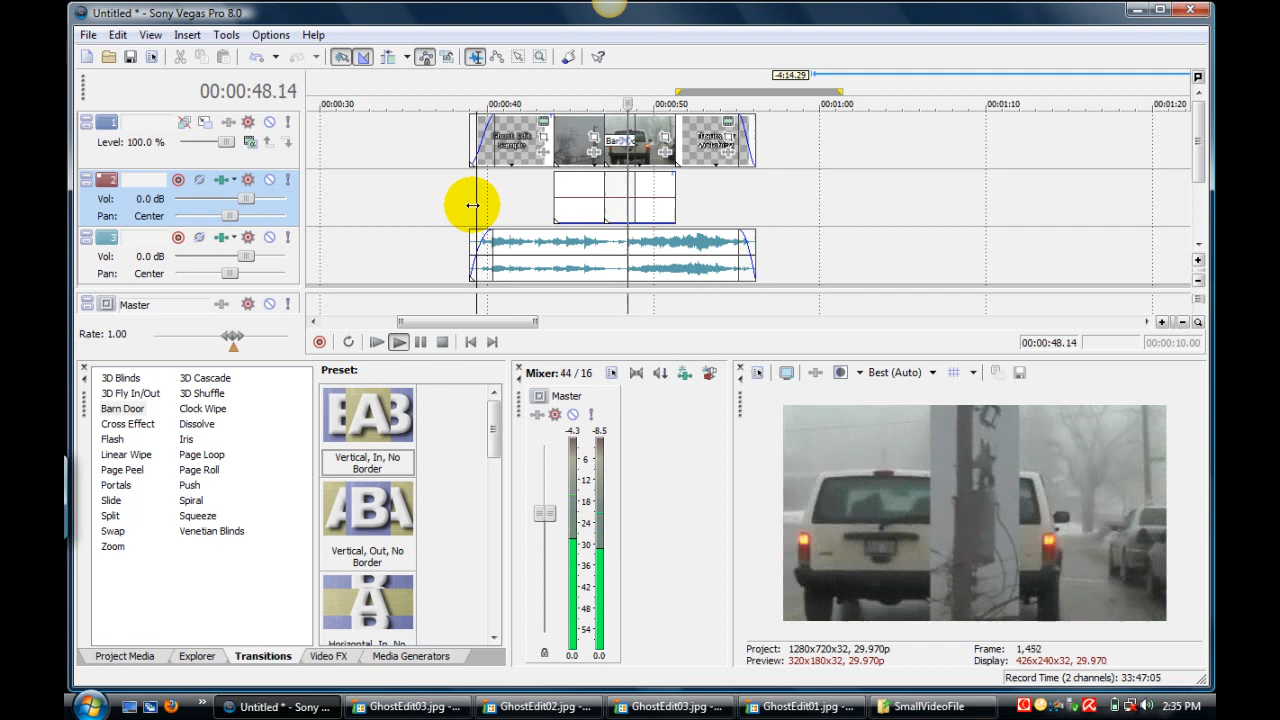 Untitled * - Sony Vegas Pro 8.0
File Edit View Insert Tools Options Help
00:00:48.14
-4:14.29
00:00:30 00:00:40 00:00:50 00:01:00 00:01:10 00:01:20
1
Level: 100.0 %
Ghost Edit
Sample
2
Vol: 0.0 dB
Pan: Center
3
Vol: 0.0 dB
Pan: Center
Master
Rate: 1.00
00:00:48.14 00:00:10.00
3D Blinds 3D Cascade
3D Fly In/Out 3D Shuffle
Barn Door Clock Wipe
Cross Effect Dissolve
Flash Iris
Linear Wipe Page Loop
Page Peel Page Roll
Portals Push
Slide Spiral
Split Squeeze
Swap Venetian Blinds
Zoom
Preset:
Vertical, In, No
Border
Vertical, Out, No
Border
Horizontal, In, No
Project Media Explorer Transitions Video FX Media Generators
Mixer: 44 / 16
Master
-4.3 -8.5
6
12
18
24
30
36
42
48
54
0.0 0.0
Best (Auto)
Project: 1280x720x32, 29.970p Frame: 1,452
Preview: 320x180x32, 29.970p Display: 426x240x32, 29.970
Record Time (2 channels): 33:47:05
Untitled * - Sony ... GhostEdit03.jpg -... GhostEdit02.jpg -... GhostEdit03.jpg -... GhostEdit01.jpg -... SmallVideoFile 2:35 PM